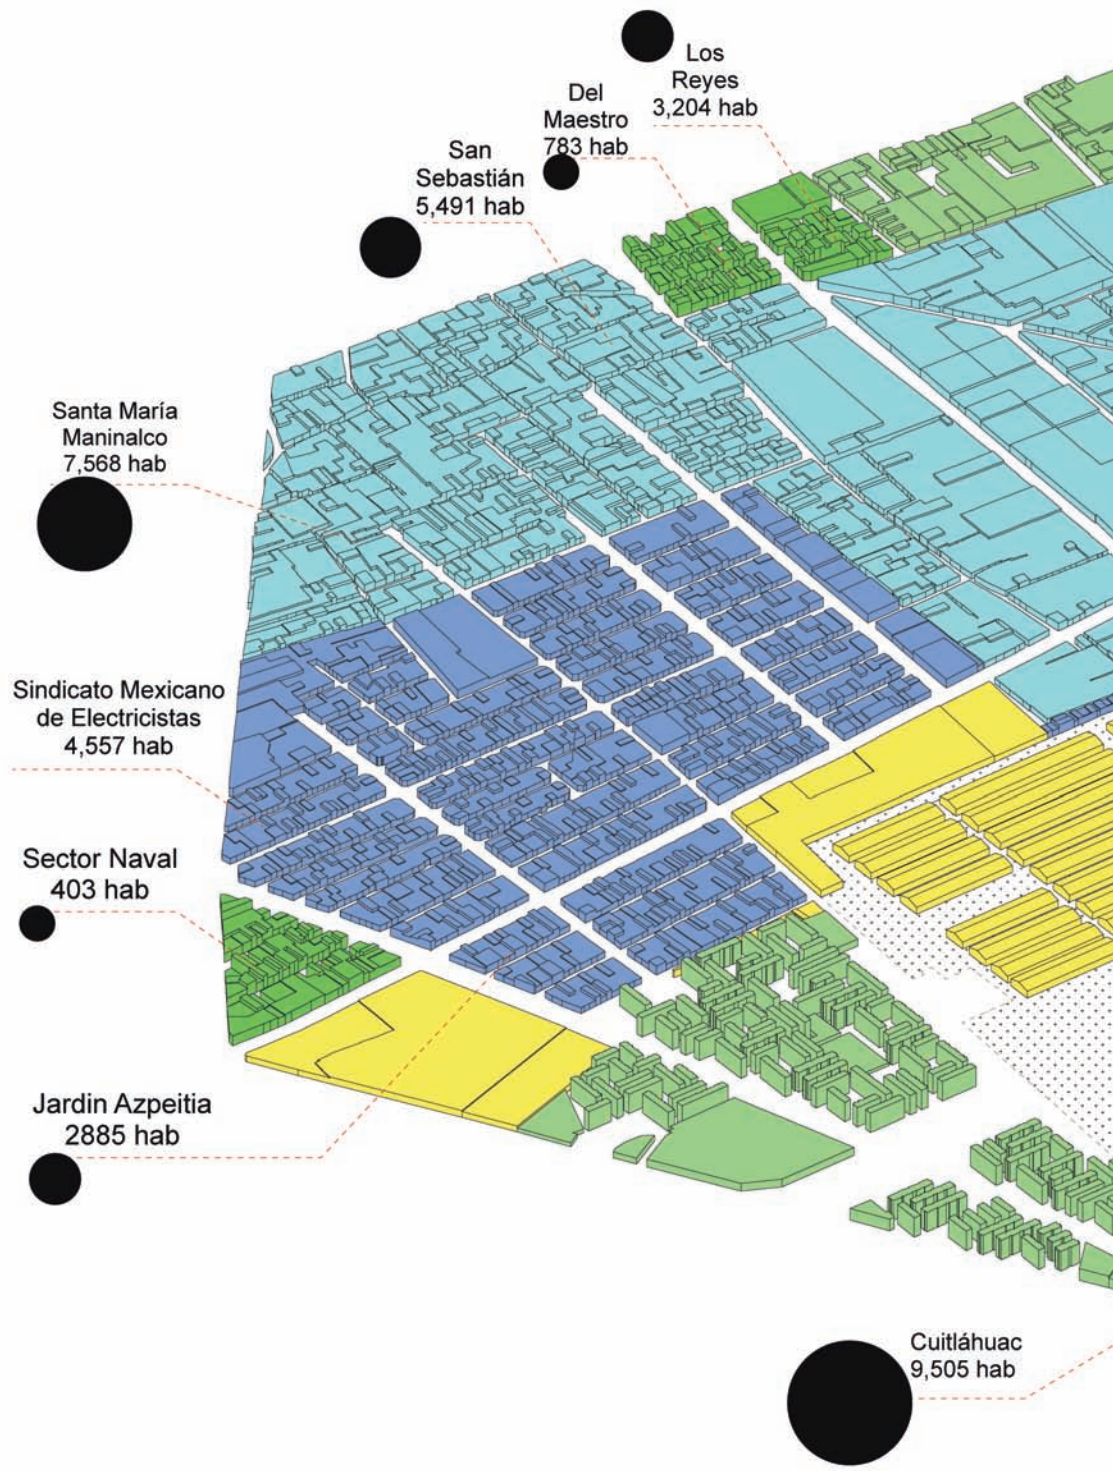 Los
Reyes
3,204 hab
Del
Maestro
783 hab
San
Sebastián
5,491 hab
Santa María
Maninalco
7,568 hab
Sindicato Mexicano
de Electricistas
4,557 hab
Sector Naval
403 hab
Jardin Azpeitia
2885 hab
Cuitláhuac
9,505 hab